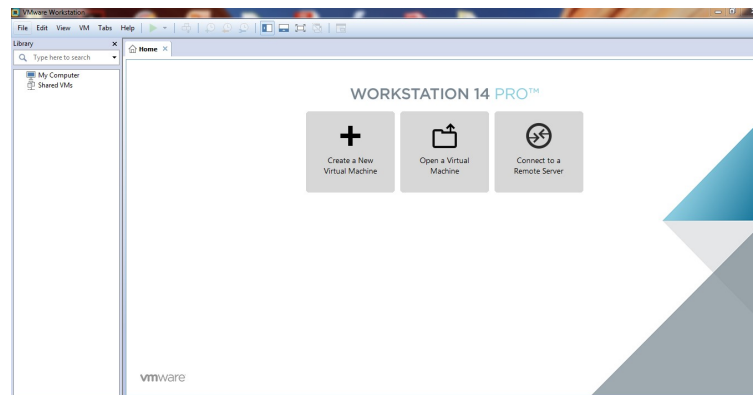 VMware Workstation
File Edit View VM Tabs Help
Library
Type here to search
My Computer
Shared VMs
Home
WORKSTATION 14 PRO™
Create a New
Virtual Machine
Open a Virtual
Machine
Connect to a
Remote Server
vmware